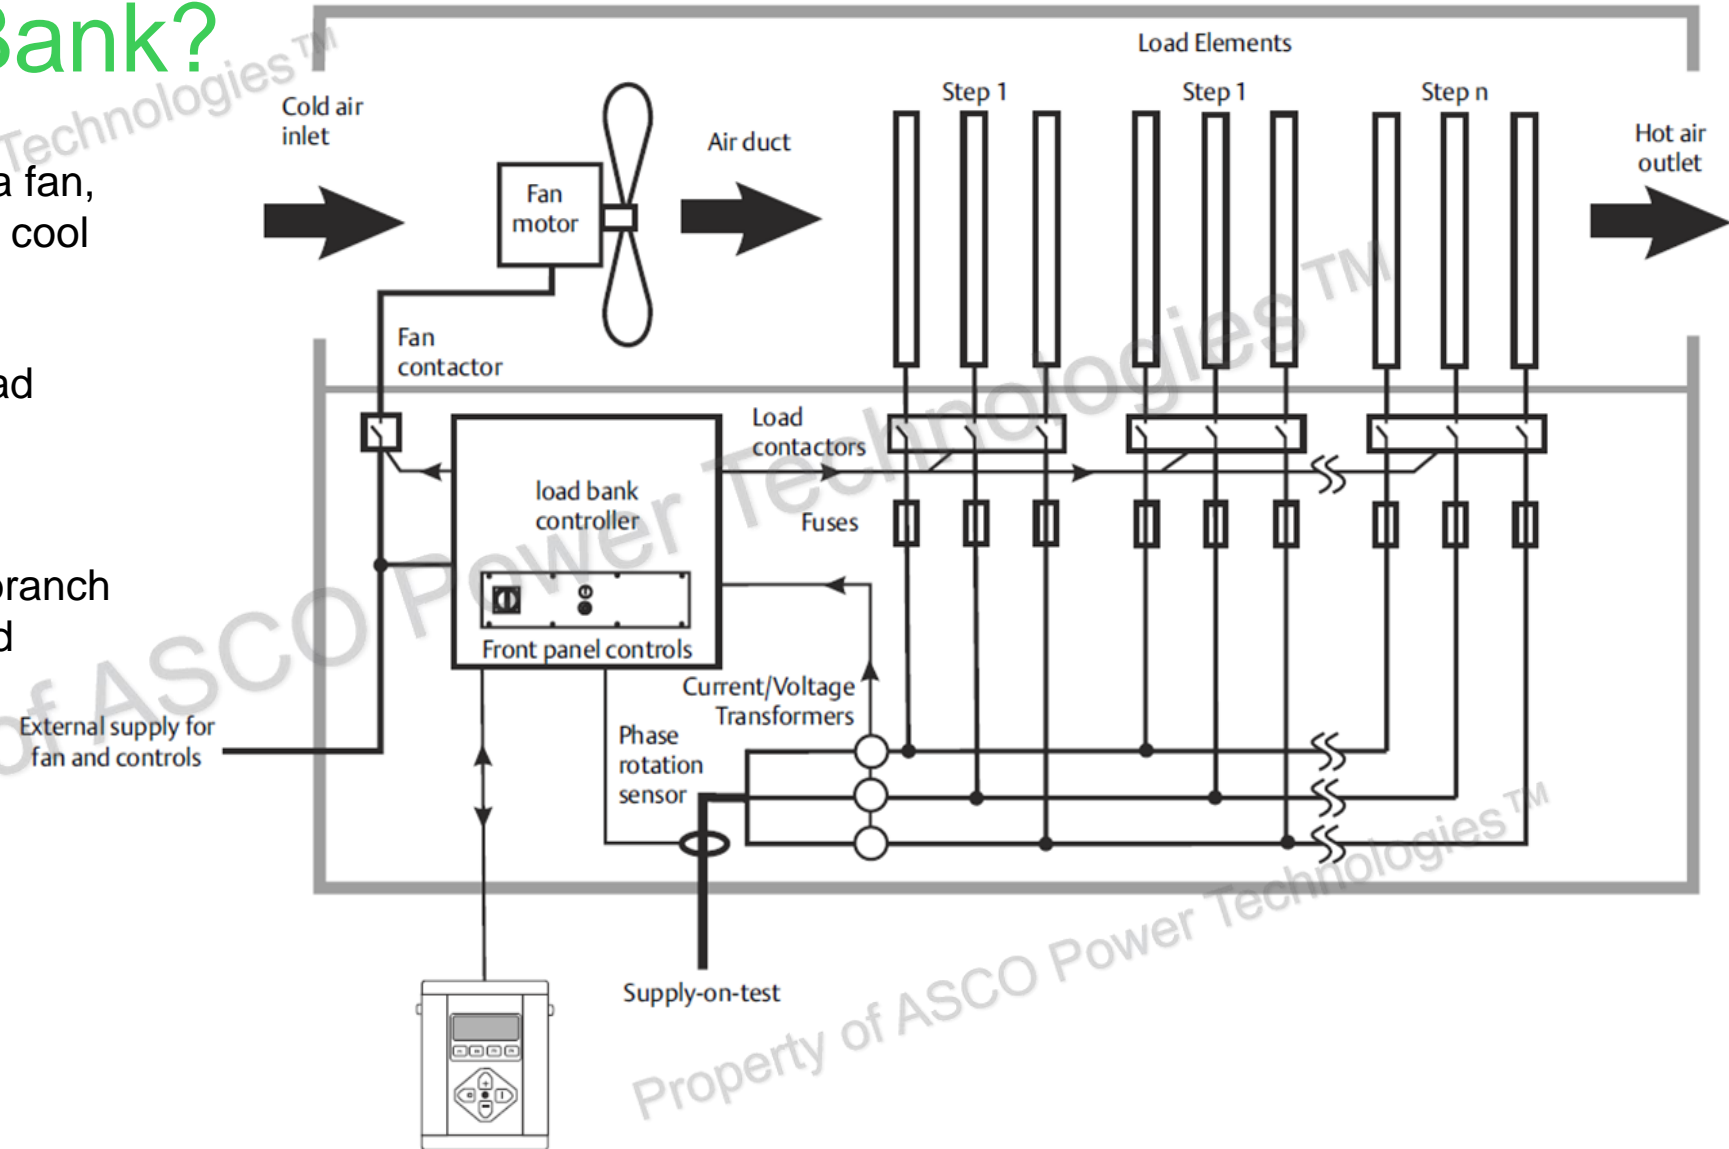 Bank?
Technologies™
a fan,
cool
ad
branch
d
Load Elements
Step 1
Step 1
Step n
Cold air
inlet
Fan
motor
Air duct
Hot air
outlet
Fan
contactor
Load
contactors
load bank
controller
Fuses
Front panel controls
Current/Voltage
Transformers
External supply for
fan and controls
Phase
rotation
sensor
Supply-on-test
of ASCO Power Technologies™
Property of ASCO Power Technologies™